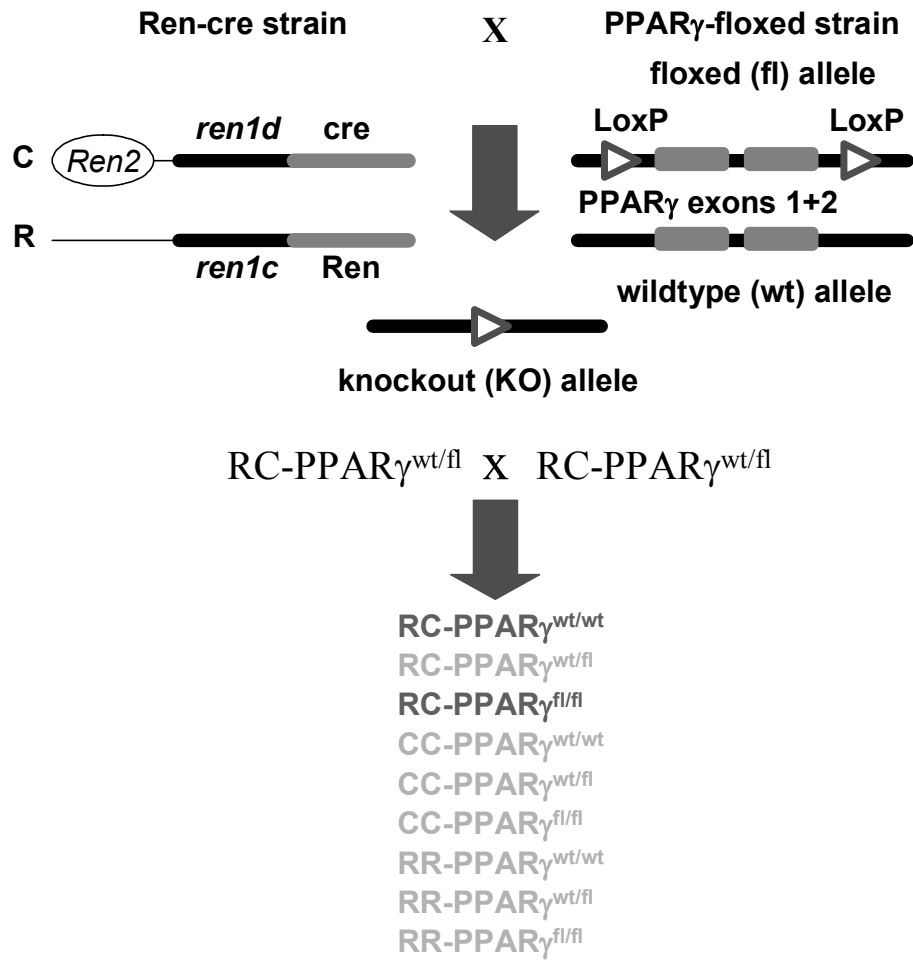 Ren-cre strain X PPARγ-floxed strain
floxed (fl) allele
ren1d cre LoxP LoxP
C Ren2
PPARγ exons 1+2
R
ren1c Ren
wildtype (wt) allele
knockout (KO) allele
RC-PPARγwt/fl X RC-PPARγwt/fl
RC-PPARγwt/wt
RC-PPARγwt/fl
RC-PPARγfl/fl
CC-PPARγwt/wt
CC-PPARγwt/fl
CC-PPARγfl/fl
RR-PPARγwt/wt
RR-PPARγwt/fl
RR-PPARγfl/fl